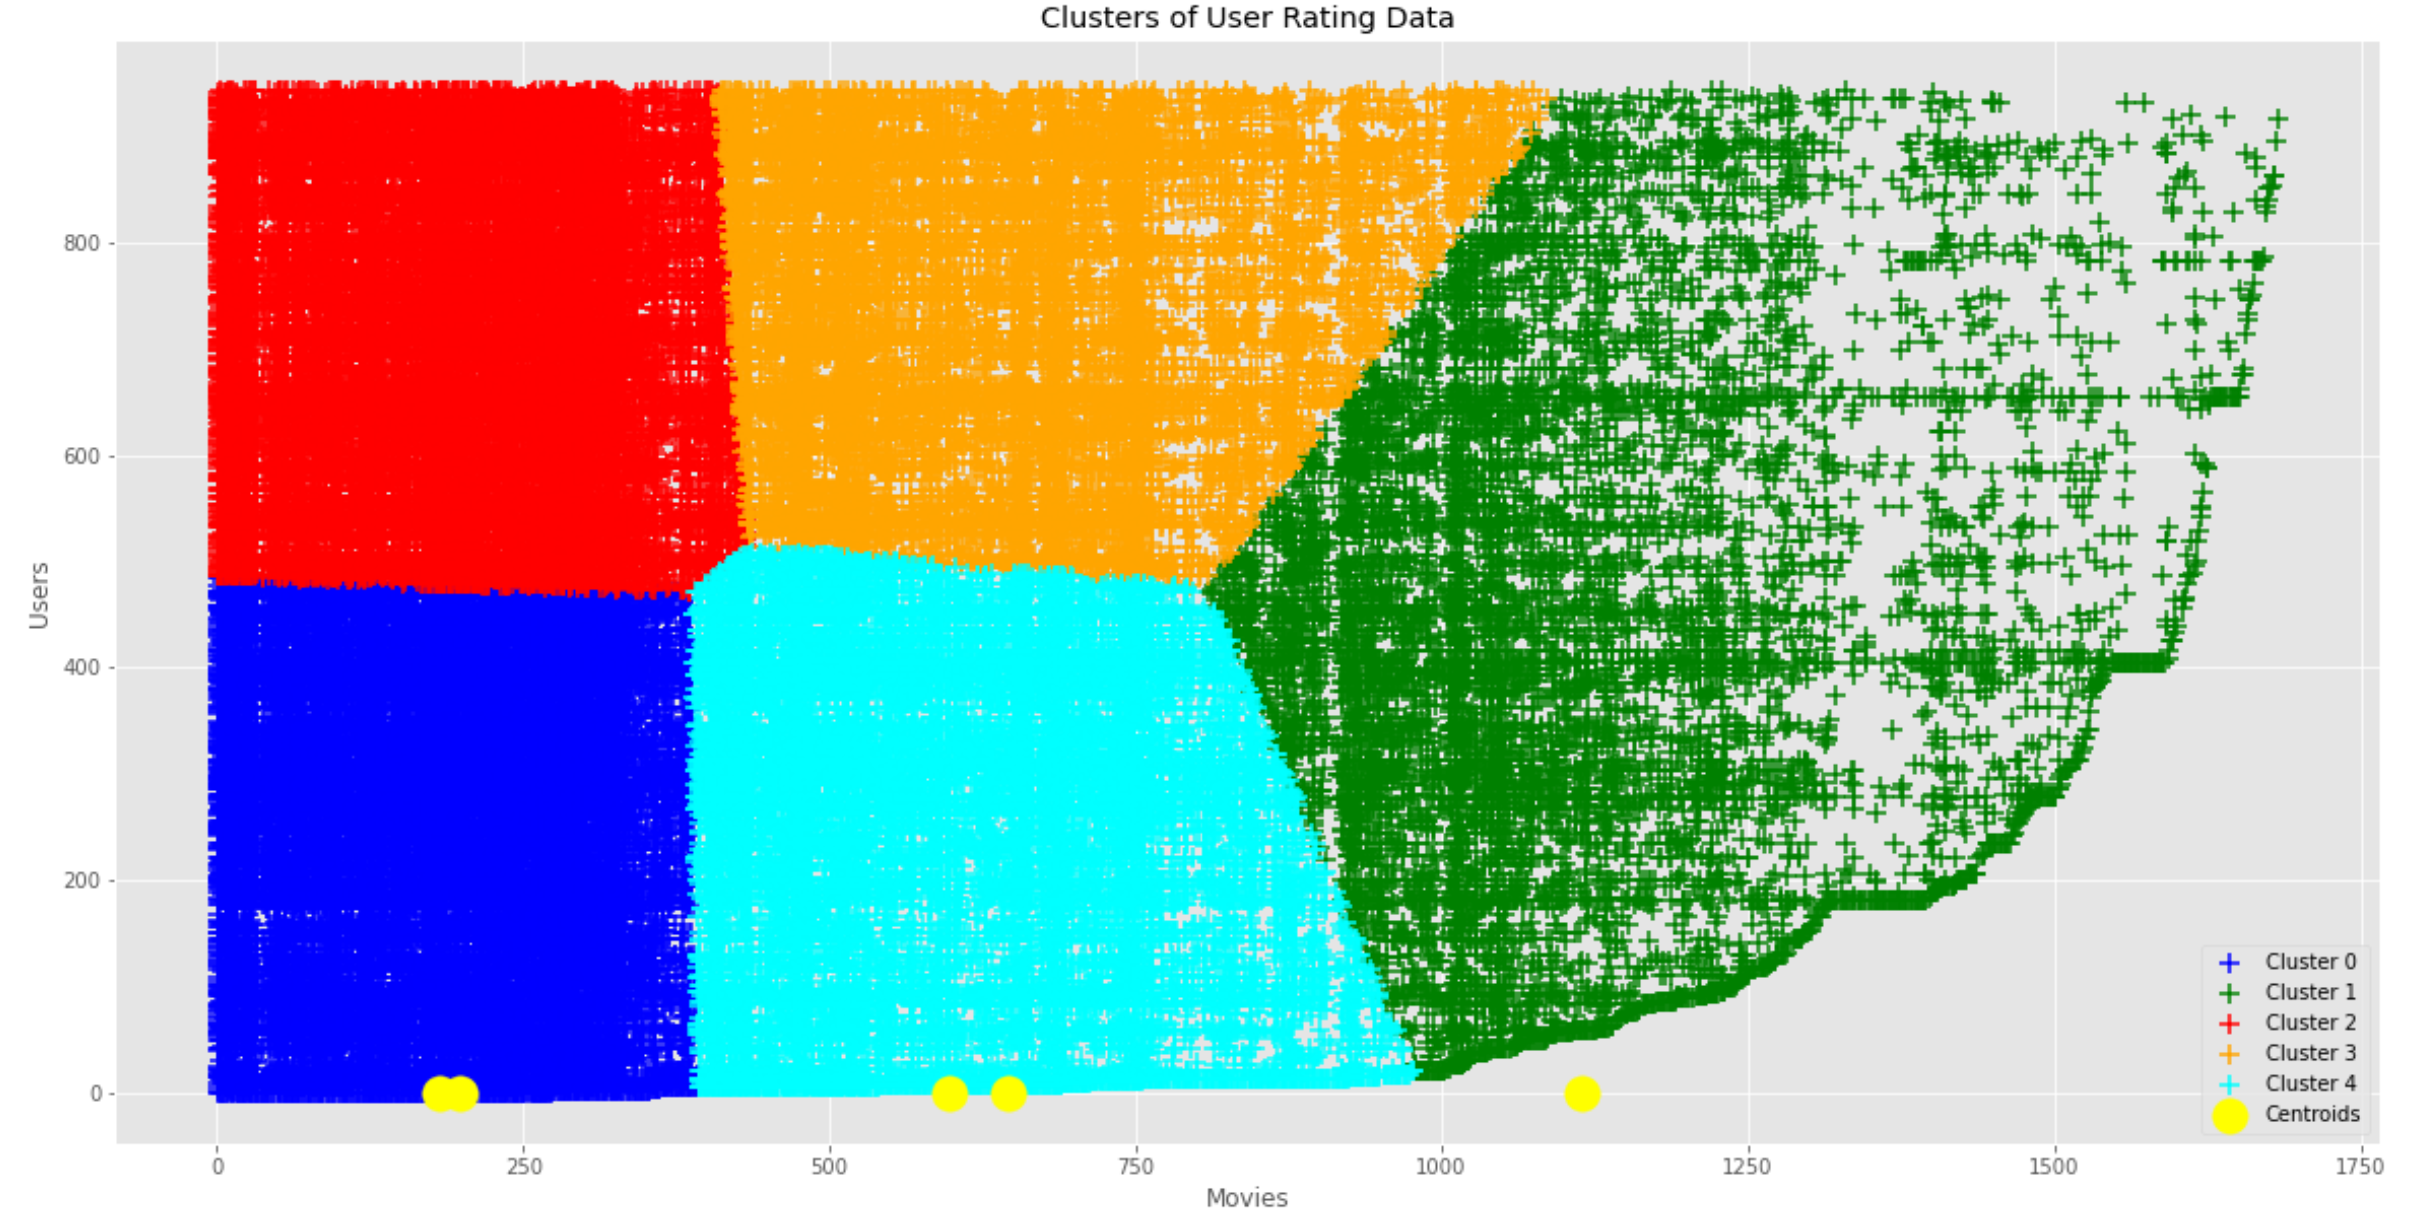 Clusters of User Rating Data
Users
800
600
400
200
0
0 250 500 750 1000 1250 1500 1750
Movies
Cluster 0
Cluster 1
Cluster 2
Cluster 3
Cluster 4
Centroids